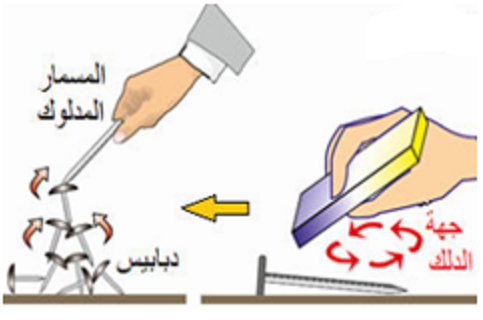 المسمار
المدلوك
دبابيس
جهة
الدلك